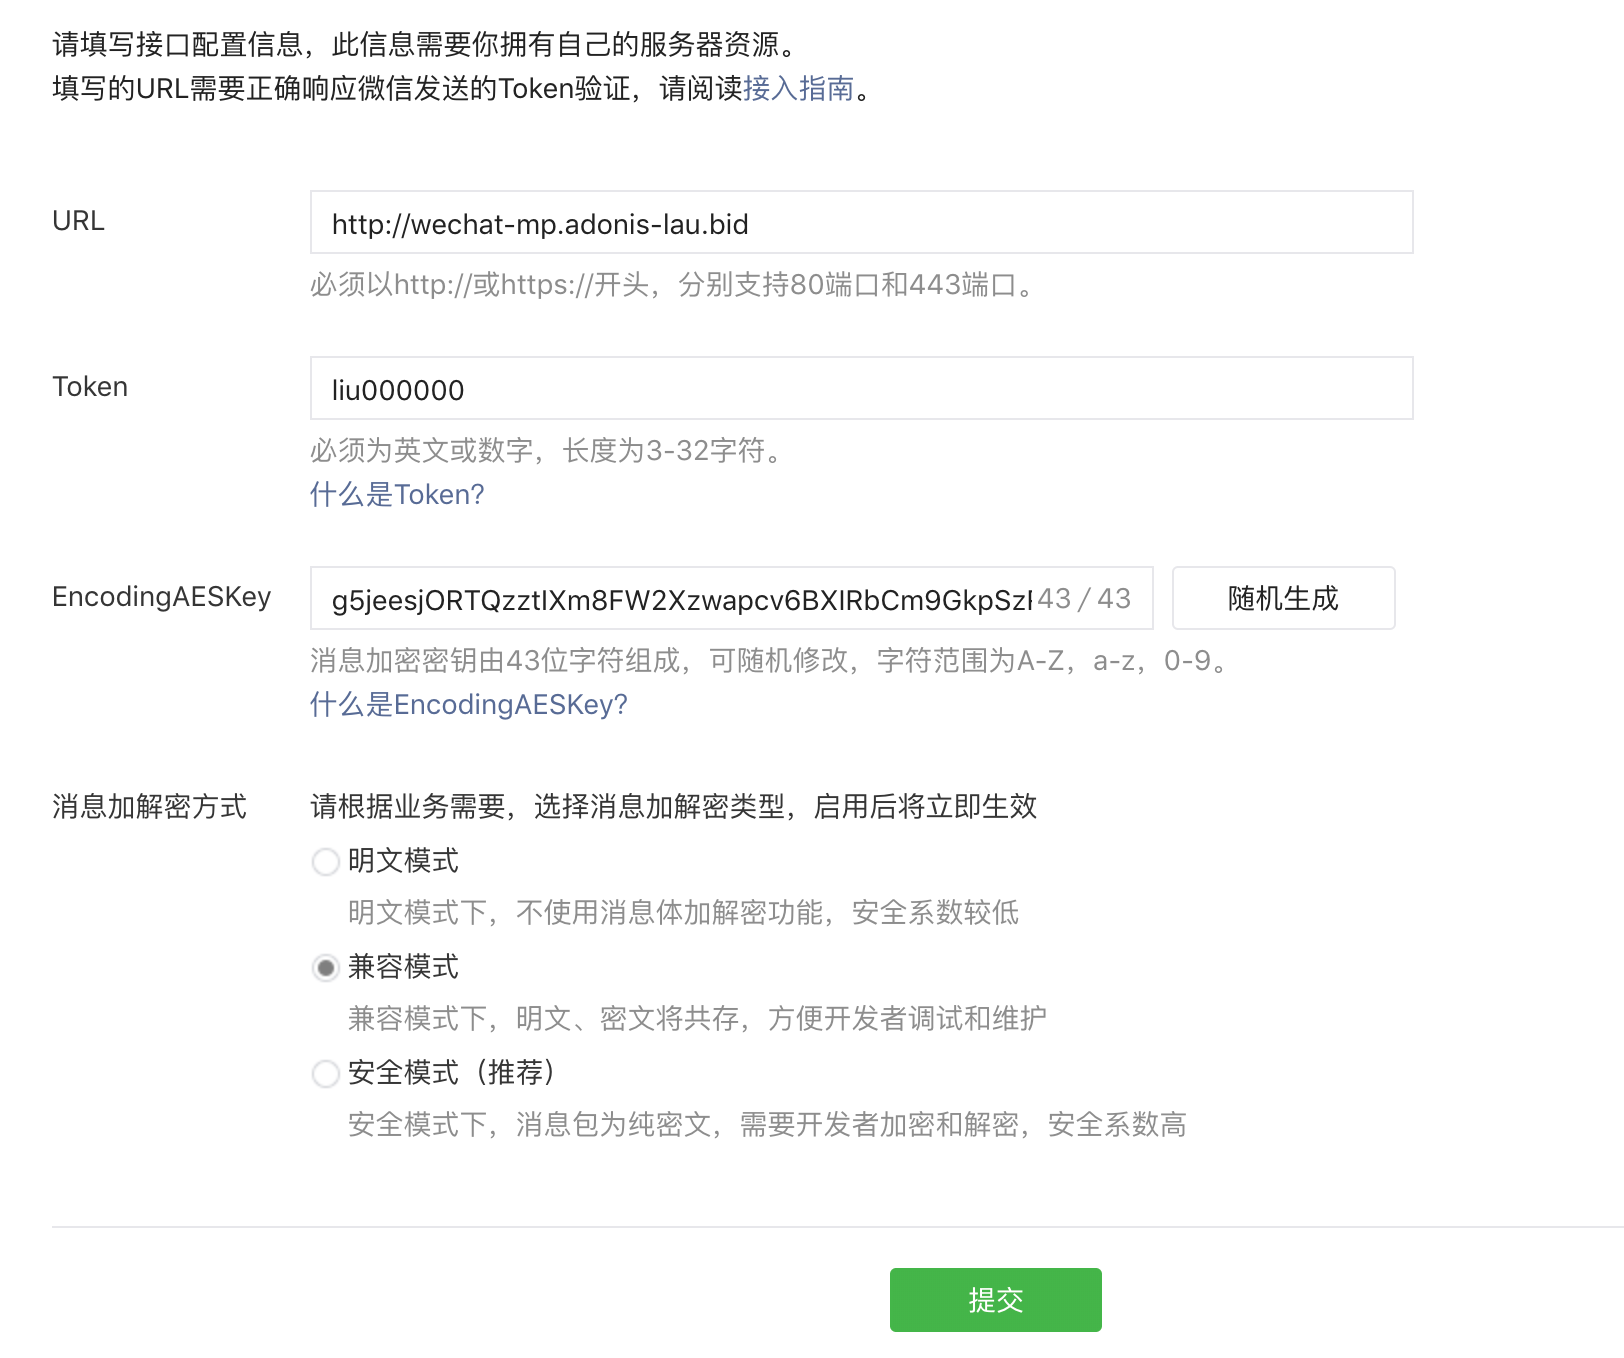 请填写接口配置信息，此信息需要你拥有自己的服务器资源。
填写的URL需要正确响应微信发送的Token验证，请阅读接入指南。
URL
http://wechat-mp.adonis-lau.bid
必须以http://或https://开头，分别支持80端口和443端口。
Token
liu000000
必须为英文或数字，长度为3-32字符。
什么是Token?
EncodingAESKey
43 / 43
随机生成
消息加密密钥由43位字符组成，可随机修改，字符范围为A-Z，a-z，0-9。
什么是EncodingAESKey?
消息加解密方式
请根据业务需要，选择消息加解密类型，启用后将立即生效
明文模式
明文模式下，不使用消息体加解密功能，安全系数较低
兼容模式
兼容模式下，明文、密文将共存，方便开发者调试和维护
安全模式（推荐）
安全模式下，消息包为纯密文，需要开发者加密和解密，安全系数高
提交